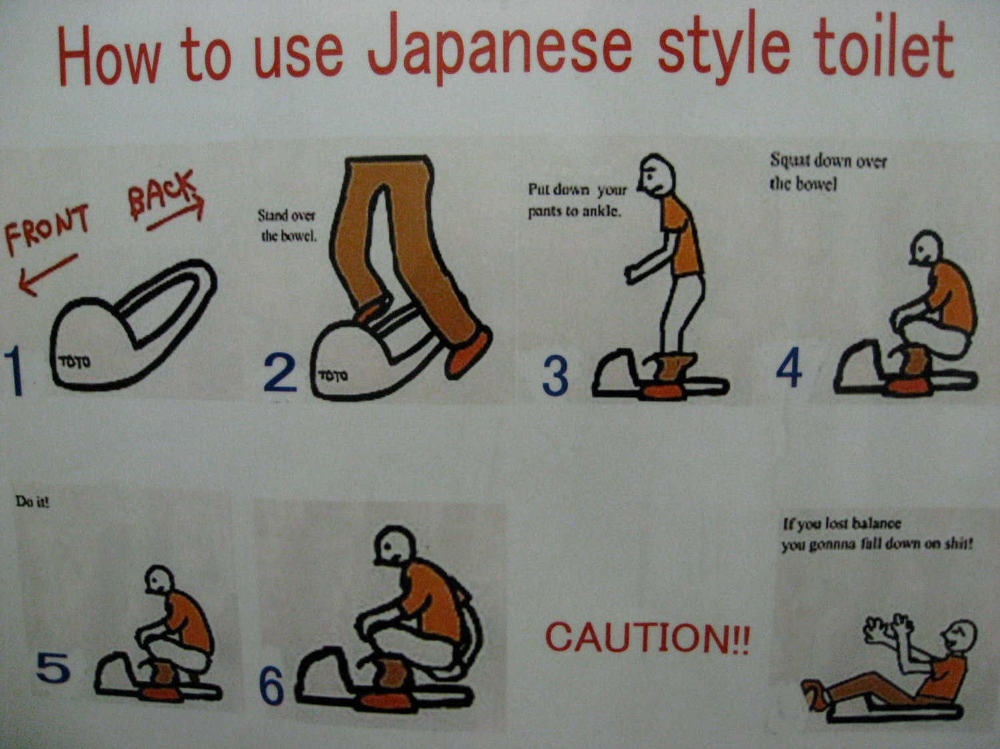 How to use Japanese style toilet
FRONT
BACK
TOTO
1
Stand over
the bowel.
TOTO
2
Put down your
pants to ankle.
3
Squat down over
the bowel
4
Do it!
5
6
CAUTION!!
If you lost balance
you gonnna fall down on shit!